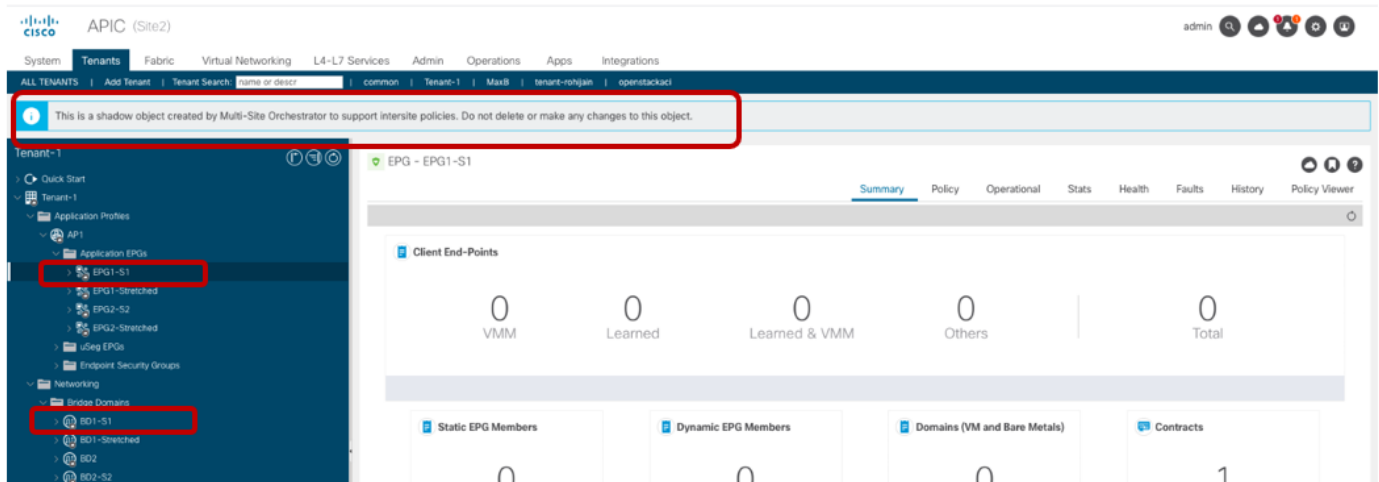 CISCO APIC (Site2) admin 1
System Tenants Fabric Virtual Networking L4-L7 Services Admin Operations Apps Integrations
ALL TENANTS | Add Tenant | Tenant Search: name or descr | common | Tenant-1 | MaxB | tenant-rohijain | openstackaci
This is a shadow object created by Multi-Site Orchestrator to support intersite policies. Do not delete or make any changes to this object.
Tenant-1
Quick Start
Tenant-1
Application Profiles
AP1
Application EPGs
EPG1-S1
EPG1-Stretched
EPG2-S2
EPG2-Stretched
uSeg EPGs
Endpoint Security Groups
Networking
Bridge Domains
BD1-S1
BD1-Stretched
BD2
BD2-S2
EPG - EPG1-S1
Summary Policy Operational Stats Health Faults History Policy Viewer
Client End-Points
0 0 0 0 0
VMM Learned Learned & VMM Others Total
Static EPG Members Dynamic EPG Members Domains (VM and Bare Metals) Contracts
0 0 0 1